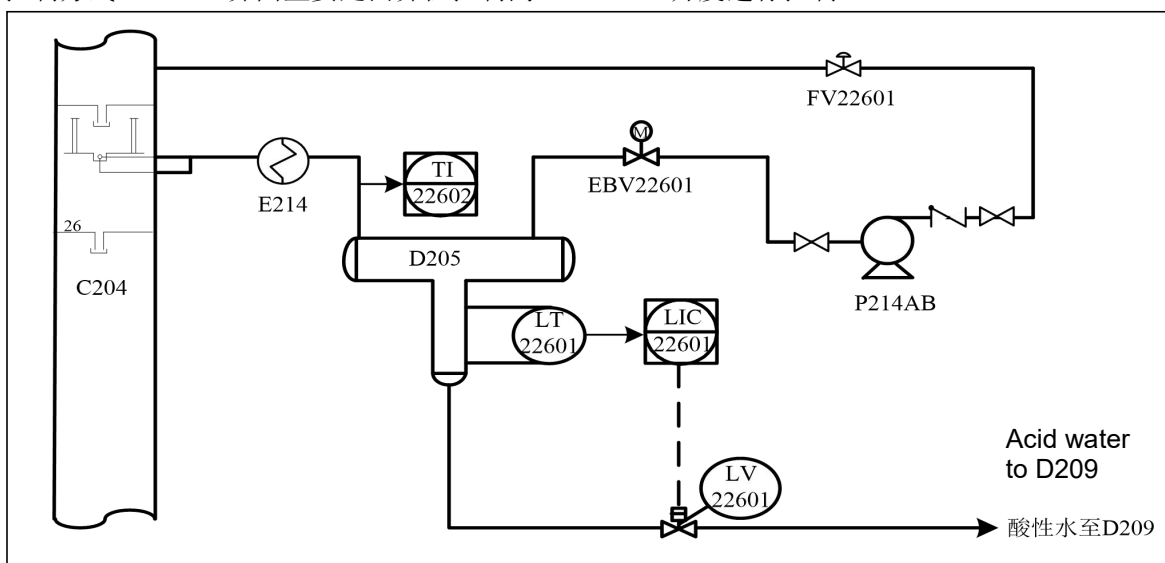 FV22601
M
EBV22601
E214
TI
22602
D205
26
C204
P214AB
LT
22601
LIC
22601
LV
22601
Acid water
to D209
酸性水至D209